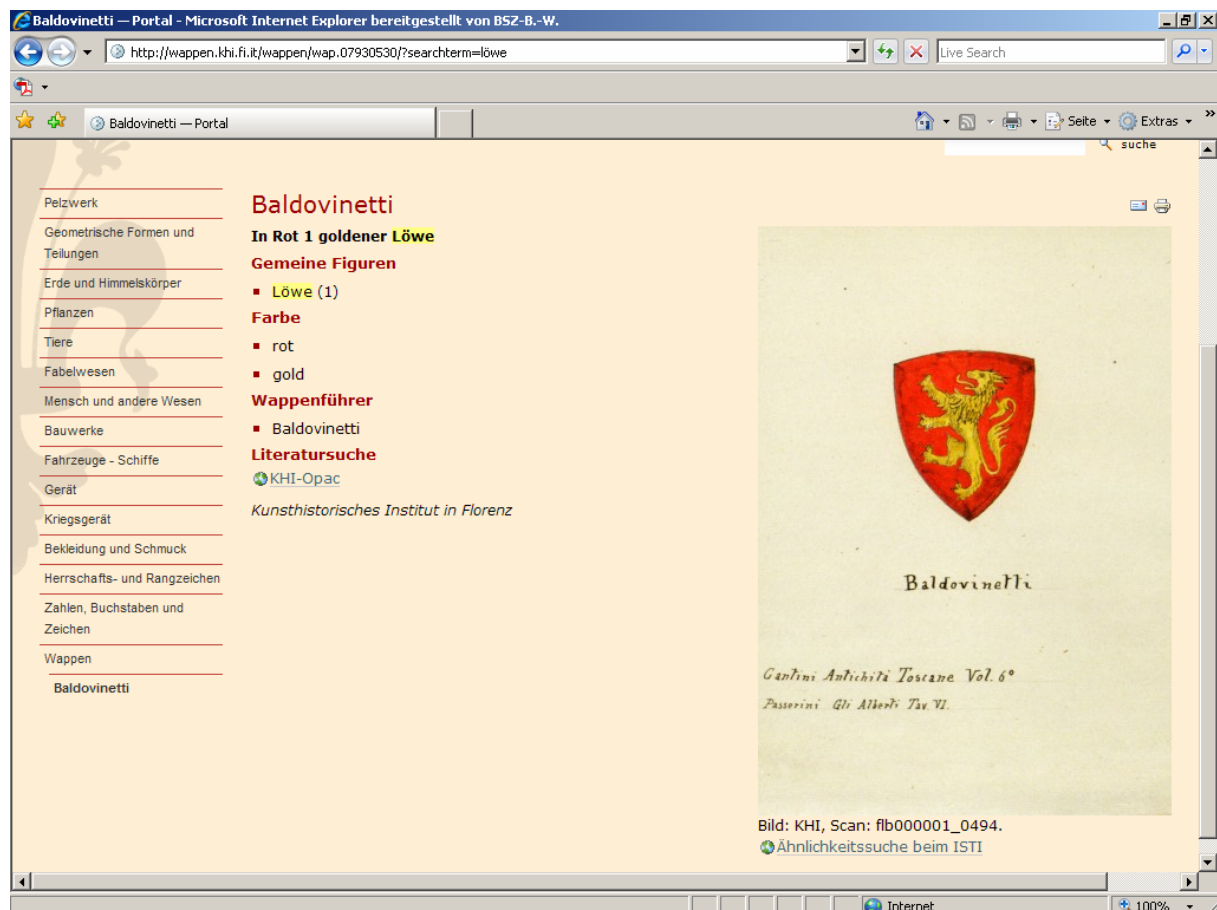 Baldovinetti — Portal - Microsoft Internet Explorer bereitgestellt von BSZ-B.-W.
http://wappen.khi.fi.it/wappen/wap.07930530/?searchterm=löwe
Live Search
Baldovinetti — Portal
Seite
Extras
suche
Pelzwerk
Geometrische Formen und
Teilungen
Erde und Himmelskörper
Pflanzen
Tiere
Fabelwesen
Mensch und andere Wesen
Bauwerke
Fahrzeuge - Schiffe
Gerät
Kriegsgerät
Bekleidung und Schmuck
Herrschafts- und Rangzeichen
Zahlen, Buchstaben und
Zeichen
Wappen
Baldovinetti
Baldovinetti
In Rot 1 goldener Löwe
Gemeine Figuren
Löwe (1)
Farbe
rot
gold
Wappenführer
Baldovinetti
Literatursuche
KHI-Opac
Kunsthistorisches Institut in Florenz
Baldovinetti
Cantini Antichità Toscane Vol. 6º
Passerini Gli Alberti Tav. VI.
Bild: KHI, Scan: flb000001_0494.
Ähnlichkeitssuche beim ISTI
Internet
100%